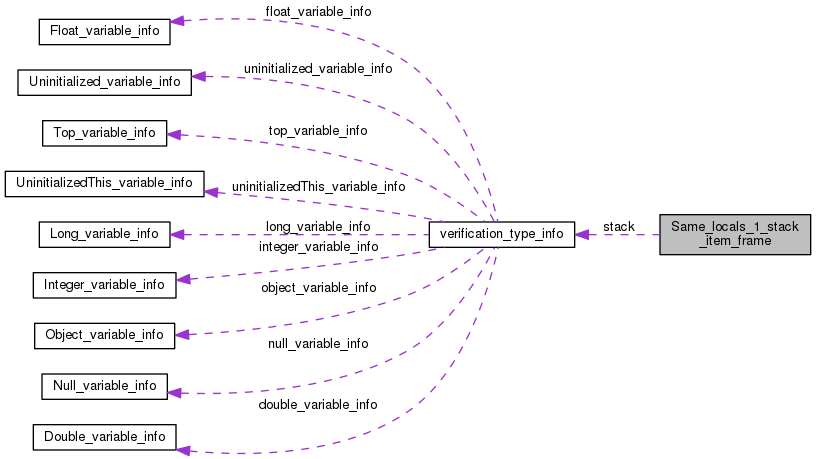 float_variable_info
Float_variable_info
uninitialized_variable_info
Uninitialized_variable_info
top_variable_info
Top_variable_info
uninitializedThis_variable_info
UninitializedThis_variable_info
long_variable_info
Long_variable_info
verification_type_info
stack
Same_locals_1_stack
_item_frame
integer_variable_info
Integer_variable_info
object_variable_info
Object_variable_info
null_variable_info
Null_variable_info
double_variable_info
Double_variable_info